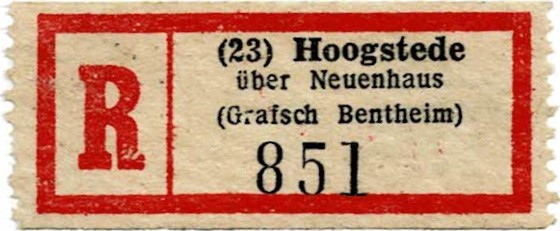 R
(23) Hoogstede
über Neuenhaus
(Grafsch Bentheim)
851